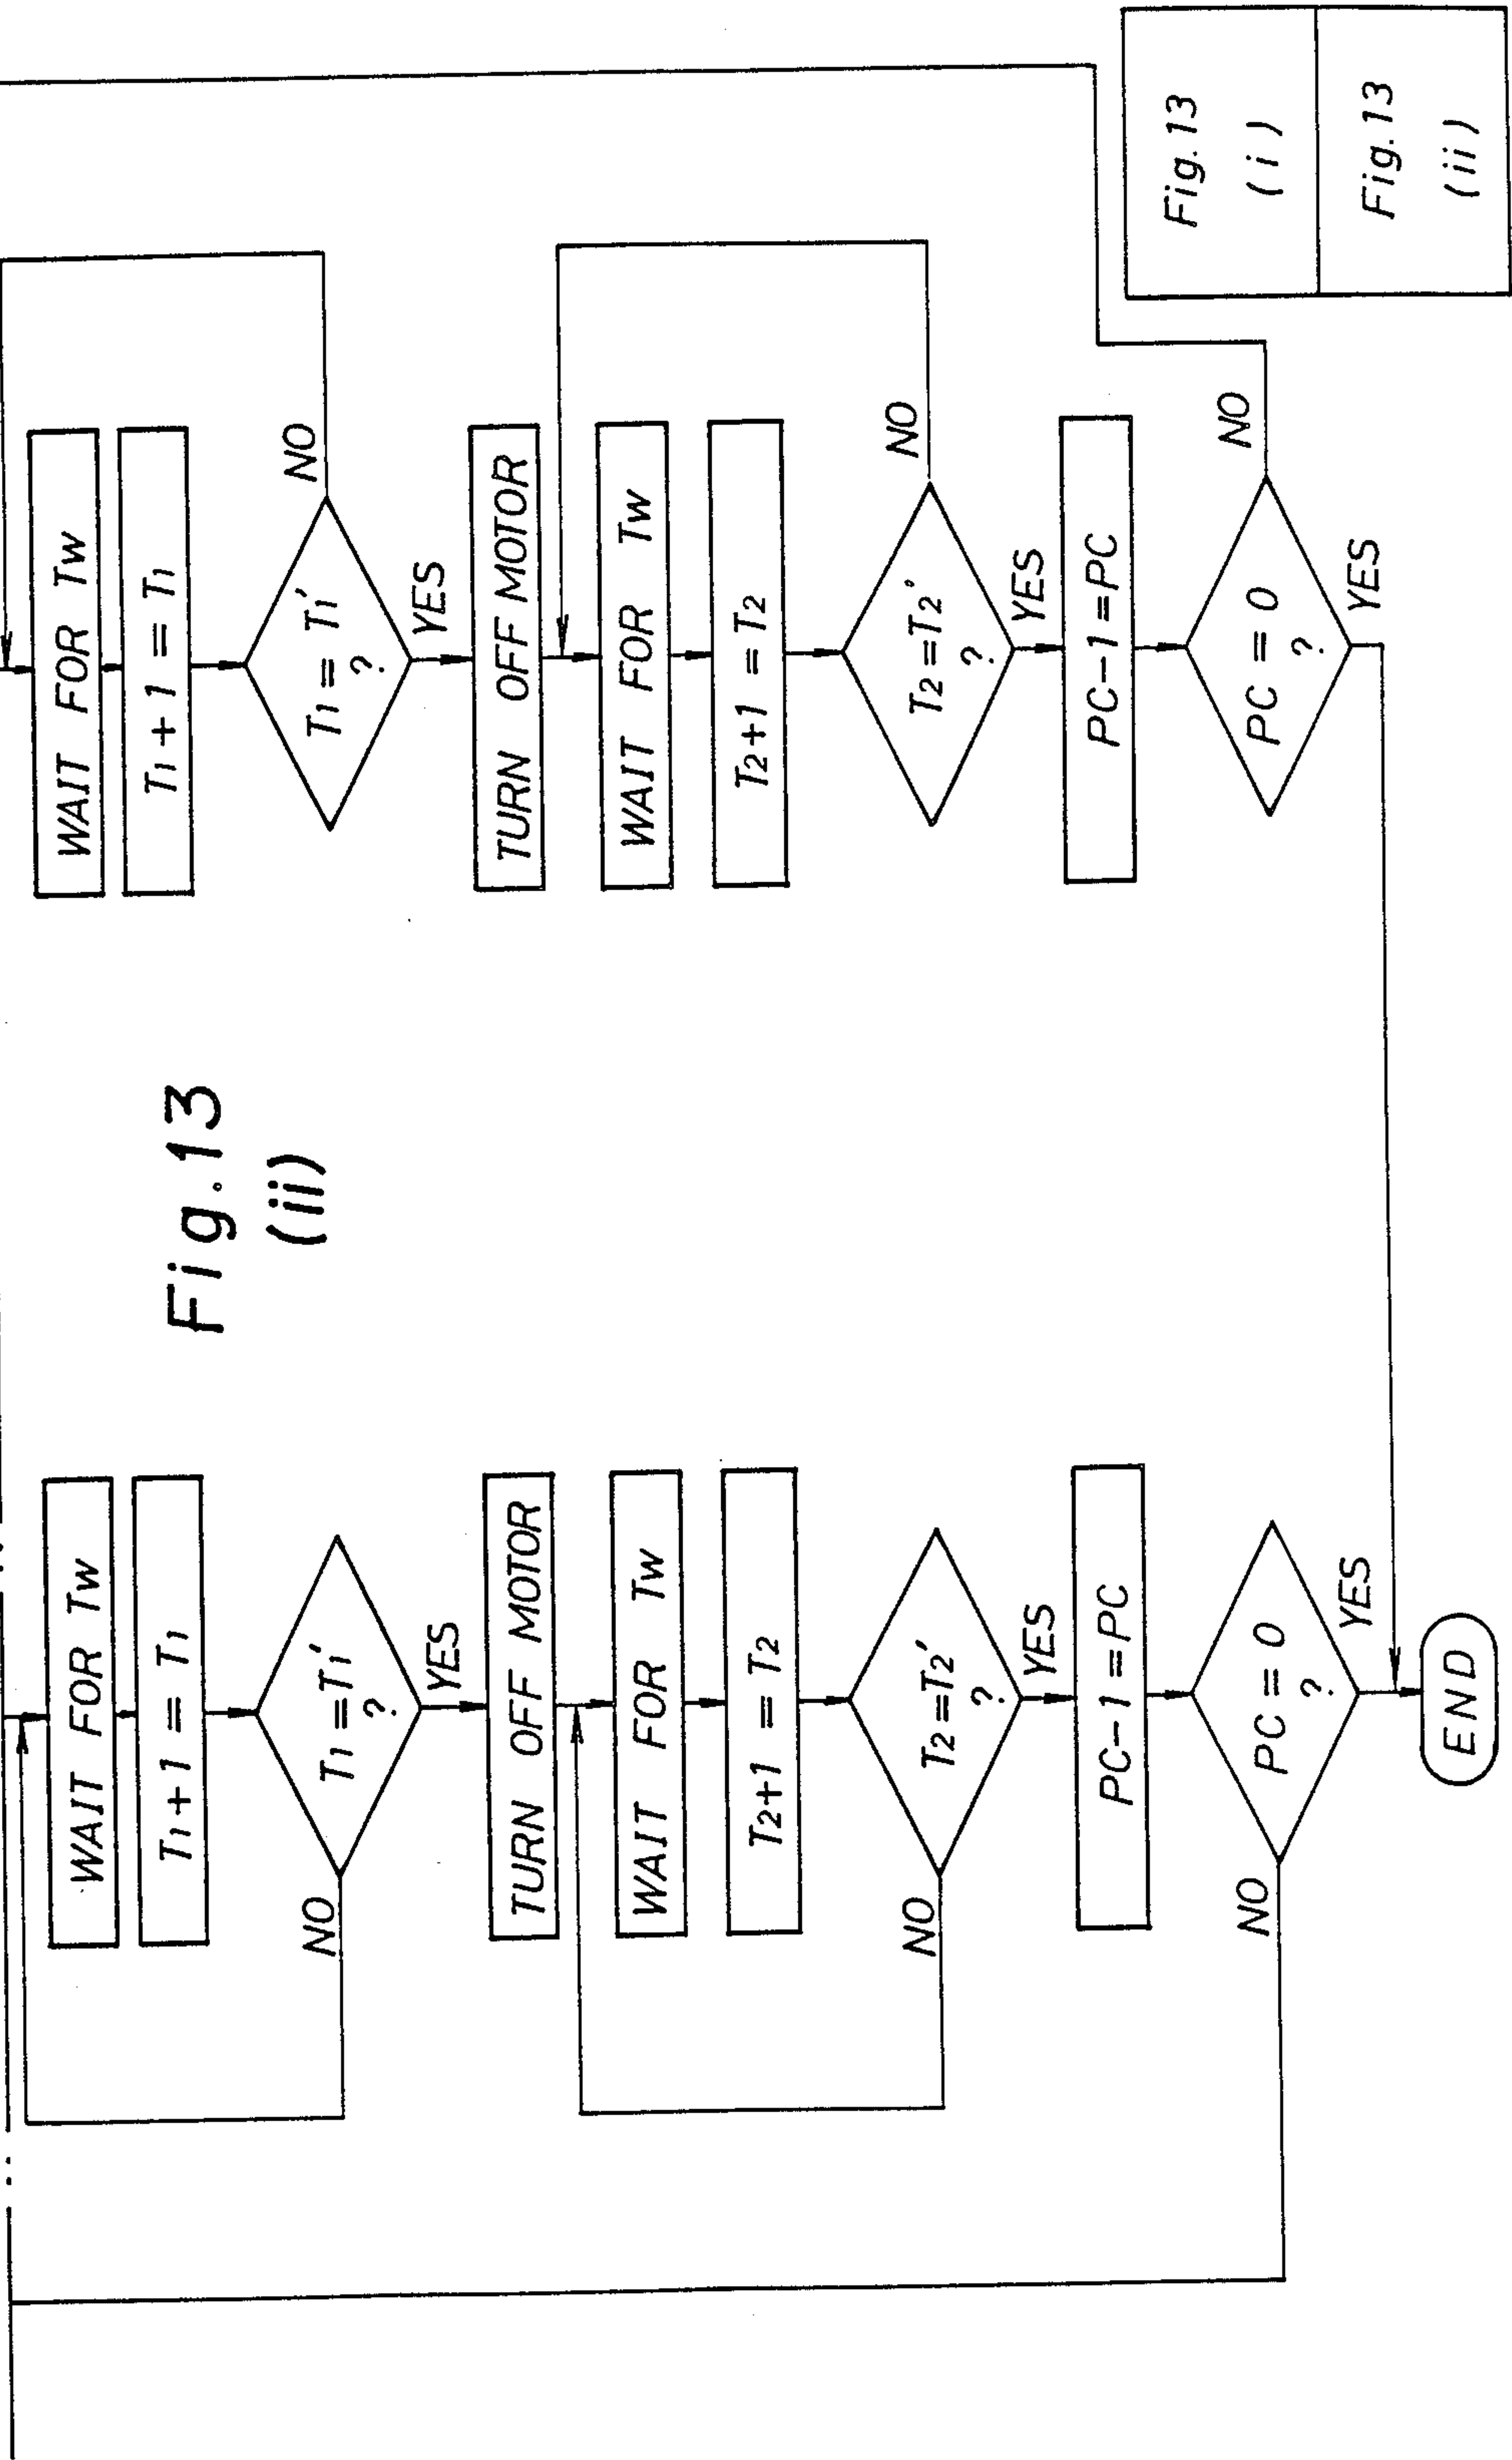 WAIT FOR Tw
T1+1 = T1
T1 = T1'
?
NO
YES
TURN OFF MOTOR
WAIT FOR Tw
T2+1 = T2
T2 = T2'
?
NO
YES
PC-1 = PC
PC = 0
?
NO
YES
END
Fig.13
(ii)
WAIT FOR Tw
T1+1 = T1
T1 = T1'
?
NO
YES
TURN OFF MOTOR
WAIT FOR Tw
T2+1 = T2
T2 = T2'
?
NO
YES
PC-1 = PC
PC = 0
?
NO
YES
Fig.13
(i)
Fig.13
(ii)